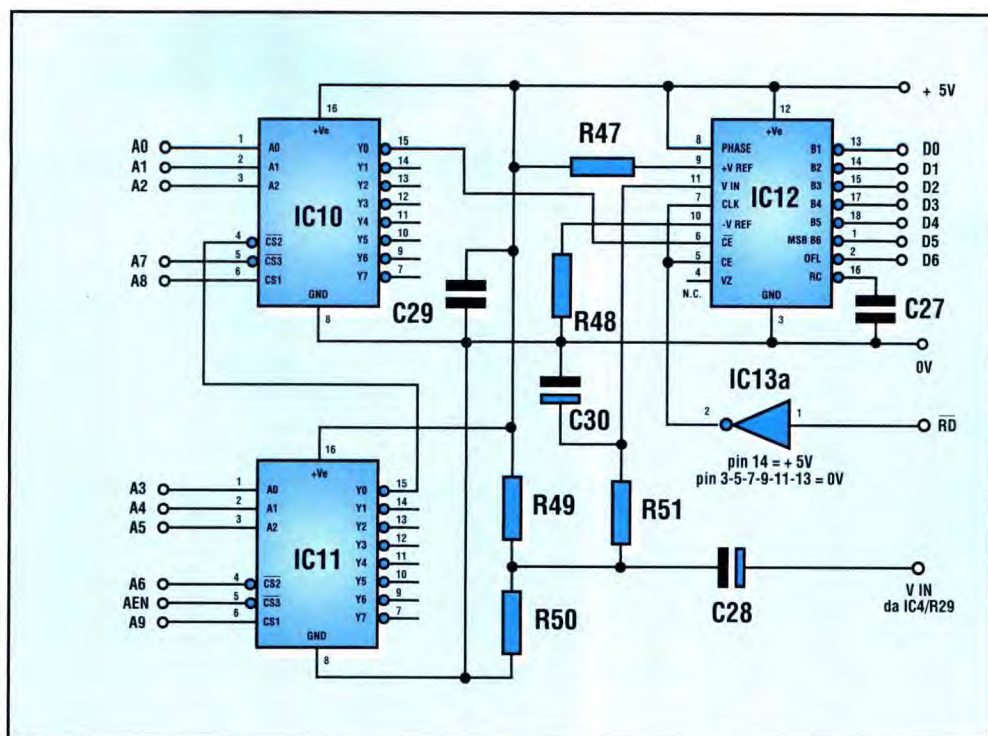 + 5V
16
12
+Ve
+Ve
A0
1
A0
Y0
15
A1
2
A1
Y1
14
A2
3
A2
Y2
13
Y3
12
IC10
Y4
11
4
CS2
Y5
10
A7
5
CS3
Y6
9
A8
6
CS1
Y7
7
GND
8
R47
8
PHASE
B1
13
D0
9
+V REF
B2
14
D1
11
V IN
B3
15
D2
7
CLK
IC12
B4
17
D3
10
-V REF
B5
18
D4
6
CE
MSB B6
1
D5
5
CE
OFL
2
D6
4
VZ
RC
16
N.C.
GND
3
C29
R48
C27
0V
C30
IC13a
2
1
RD
pin 14 = + 5V
pin 3-5-7-9-11-13 = 0V
16
+Ve
A3
1
A0
Y0
15
A4
2
A1
Y1
14
A5
3
A2
Y2
13
Y3
12
IC11
Y4
11
A6
4
CS2
Y5
10
AEN
5
CS3
Y6
9
A9
6
CS1
Y7
7
GND
8
R49
R51
R50
C28
V IN
da IC4/R29